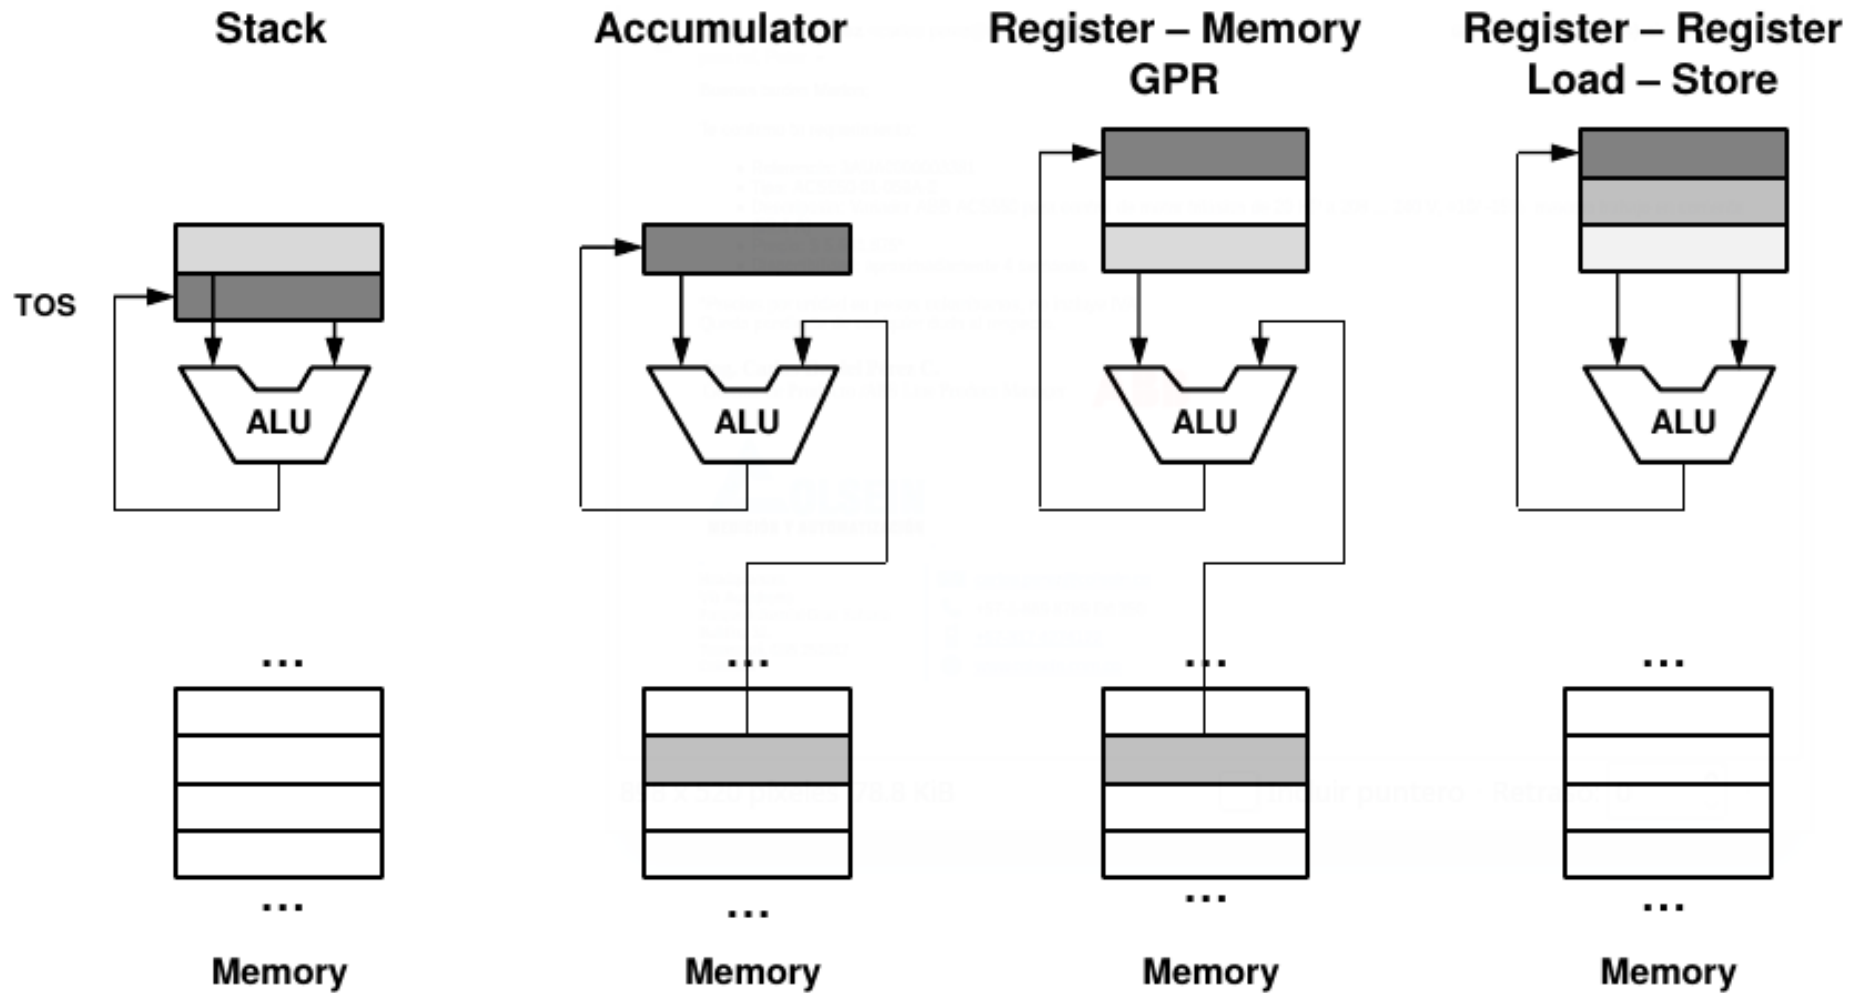 Stack
Accumulator
Register – Memory
GPR
Register – Register
Load – Store
TOS
ALU
ALU
ALU
ALU
...
...
...
...
...
...
...
...
Memory
Memory
Memory
Memory